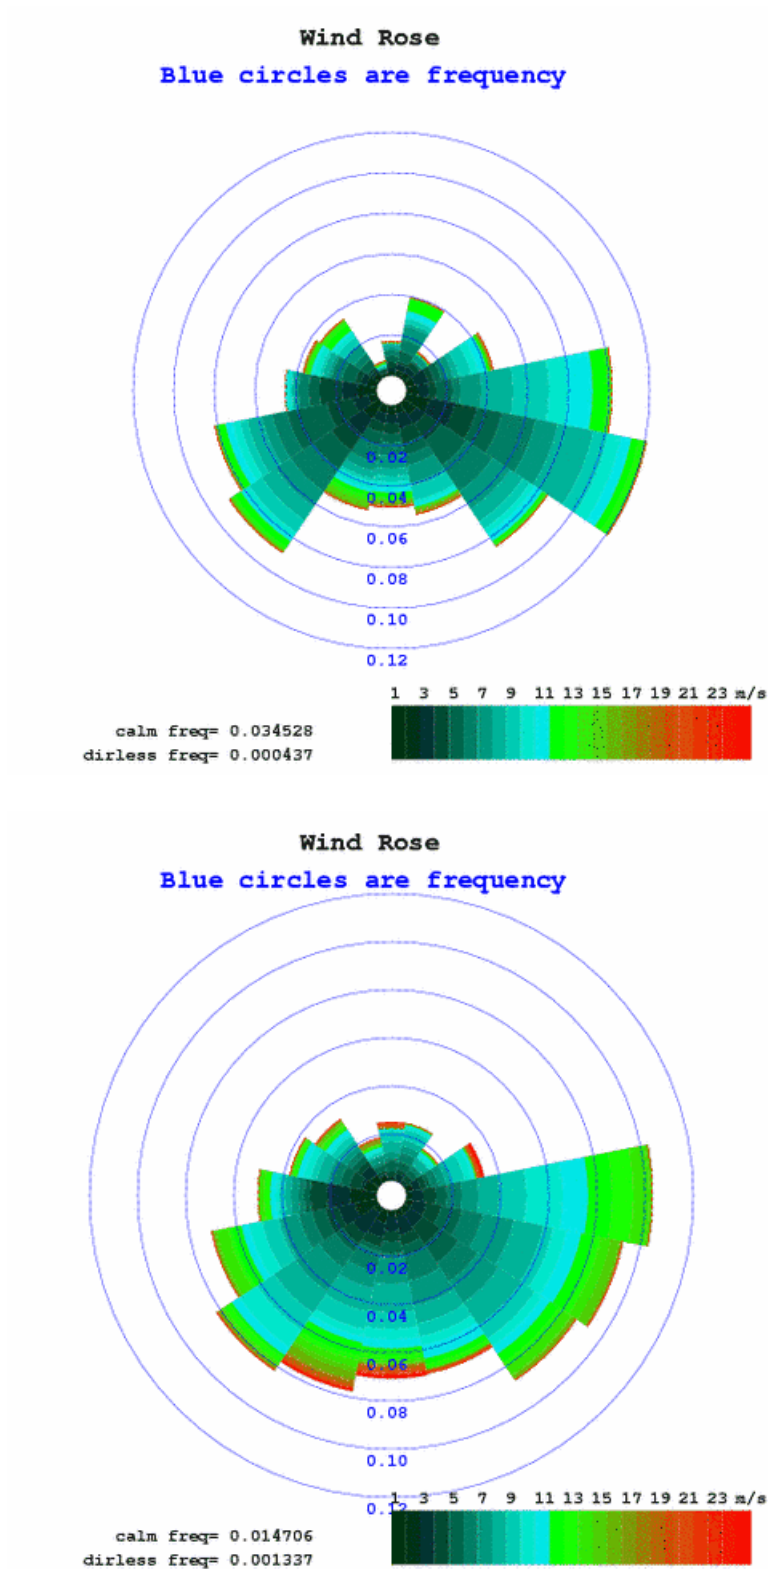 Wind Rose
Blue circles are frequency
0.02
0.04
0.06
0.08
0.10
0.12
1 3 5 7 9 11 13 15 17 19 21 23 m/s
calm freq= 0.034528
dirless freq= 0.000437
Wind Rose
Blue circles are frequency
0.02
0.04
0.06
0.08
0.10
0.12
1 3 5 7 9 11 13 15 17 19 21 23 m/s
calm freq= 0.014706
dirless freq= 0.001337